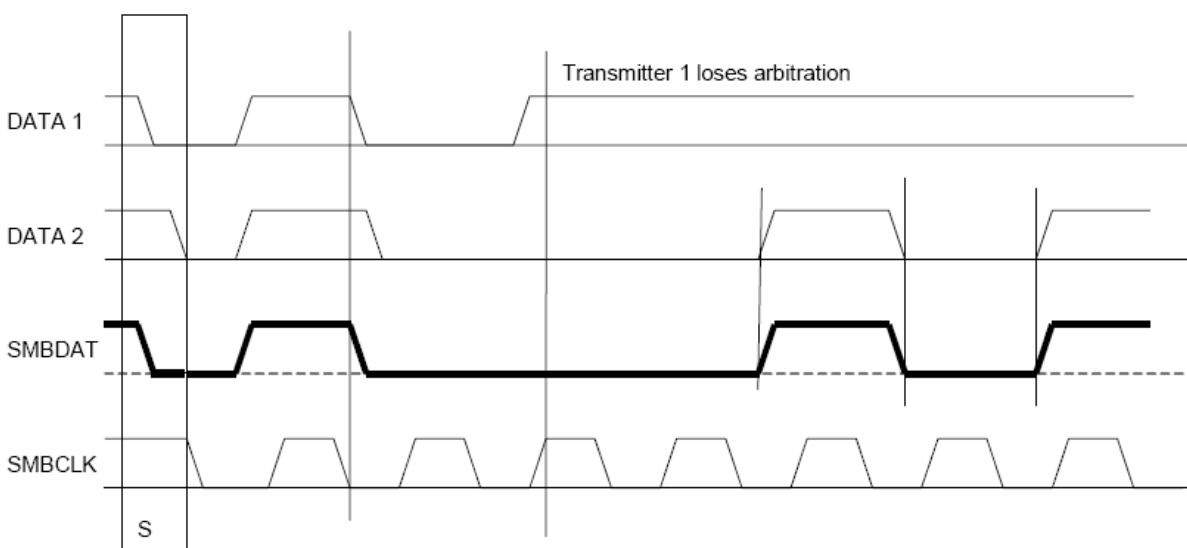 Transmitter 1 loses arbitration
DATA 1
DATA 2
SMBDAT
SMBCLK
S